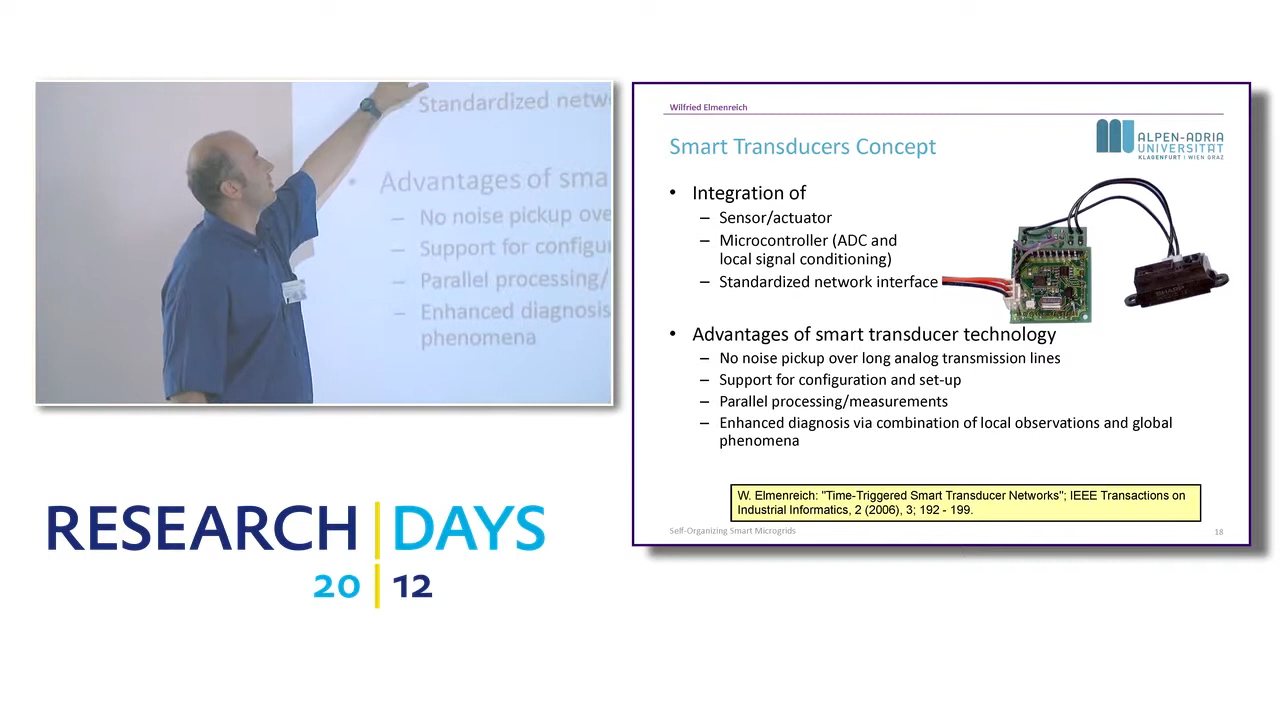 Standardized netw
Advantages of sma
– No noise pickup ove
– Support for configu
– Parallel processing/
– Enhanced diagnosis
phenomena
RESEARCH|DAYS
20|12
Wilfried Elmenreich
Smart Transducers Concept
ALPEN-ADRIA
UNIVERSITÄT
KLAGENFURT | WIEN GRAZ
• Integration of
– Sensor/actuator
– Microcontroller (ADC and
local signal conditioning)
– Standardized network interface
• Advantages of smart transducer technology
– No noise pickup over long analog transmission lines
– Support for configuration and set-up
– Parallel processing/measurements
– Enhanced diagnosis via combination of local observations and global
phenomena
W. Elmenreich: "Time-Triggered Smart Transducer Networks"; IEEE Transactions on
Industrial Informatics, 2 (2006), 3; 192 - 199.
Self-Organizing Smart Microgrids
18